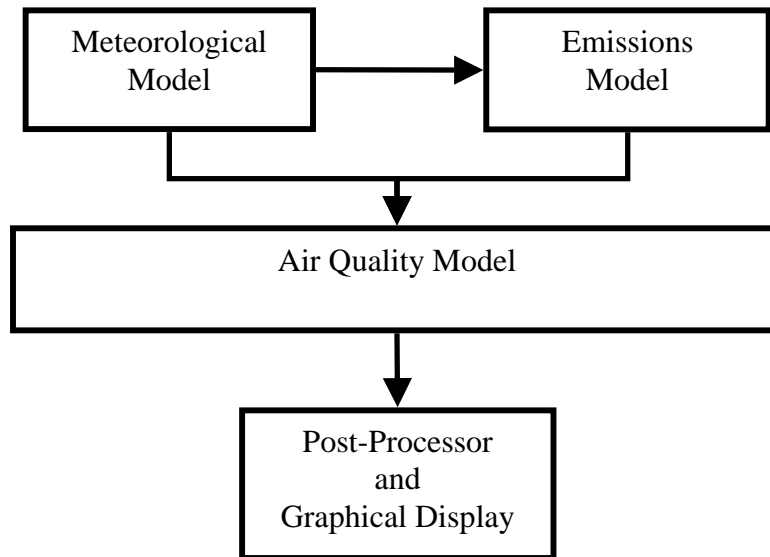 Meteorological
Model
Emissions
Model
Air Quality Model
Post-Processor
and
Graphical Display